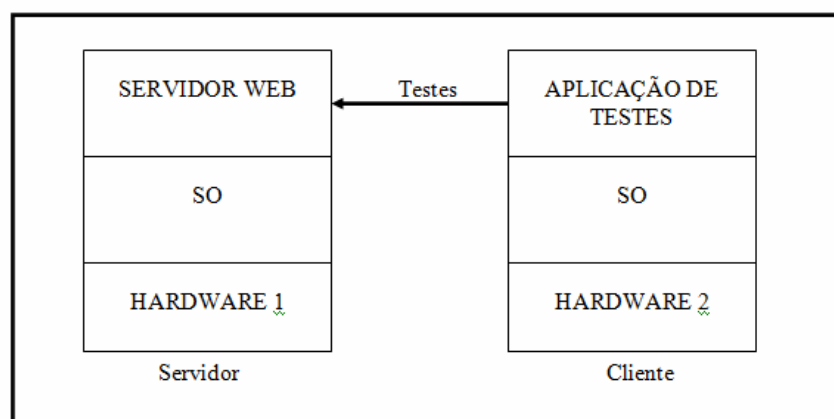 SERVIDOR WEB
SO
HARDWARE 1
Servidor
Testes
APLICAÇÃO DE
TESTES
SO
HARDWARE 2
Cliente